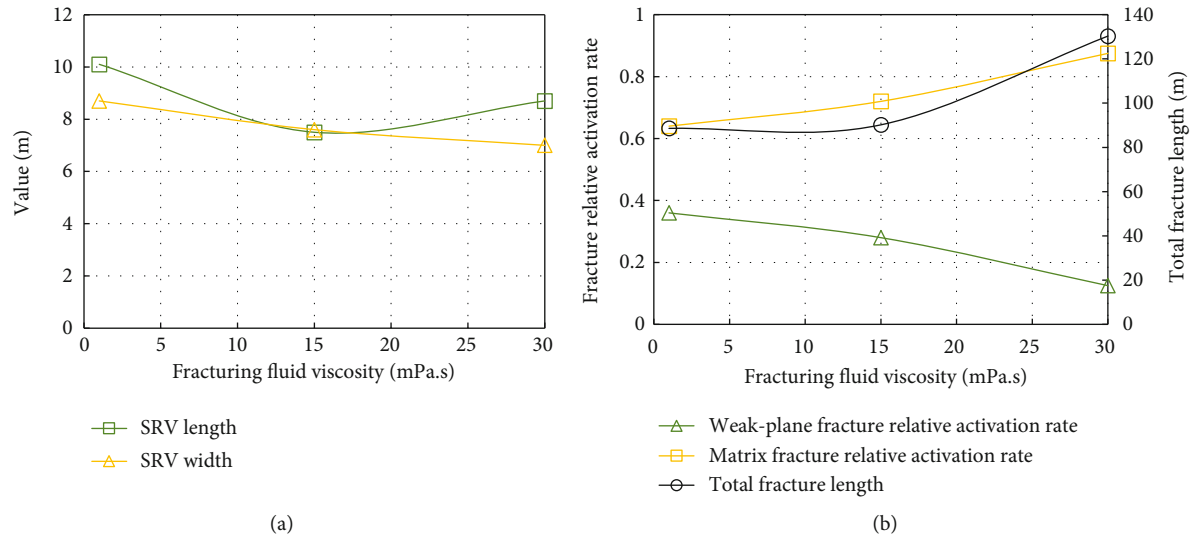 12
10
8
6
4
2
0
Value (m)
0 5 10 15 20 25 30
Fracturing fluid viscosity (mPa.s)
SRV length
SRV width
(a)
1
0.8
0.6
0.4
0.2
0
Fracture relative activation rate
140
120
100
80
60
40
20
0
Total fracture length (m)
0 5 10 15 20 25 30
Fracturing fluid viscosity (mPa.s)
Weak-plane fracture relative activation rate
Matrix fracture relative activation rate
Total fracture length
(b)